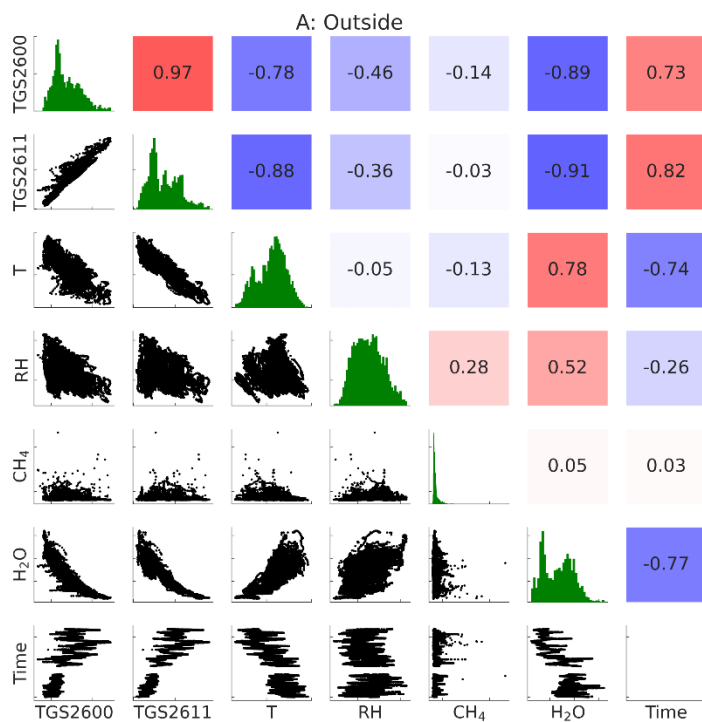 A: Outside
TGS2600
0.97 -0.78 -0.46 -0.14 -0.89 0.73
TGS2611
-0.88 -0.36 -0.03 -0.91 0.82
T
-0.05 -0.13 0.78 -0.74
RH
0.28 0.52 -0.26
CH₄
0.05 0.03
H₂O
-0.77
Time
TGS2600 TGS2611 T RH CH₄ H₂O Time